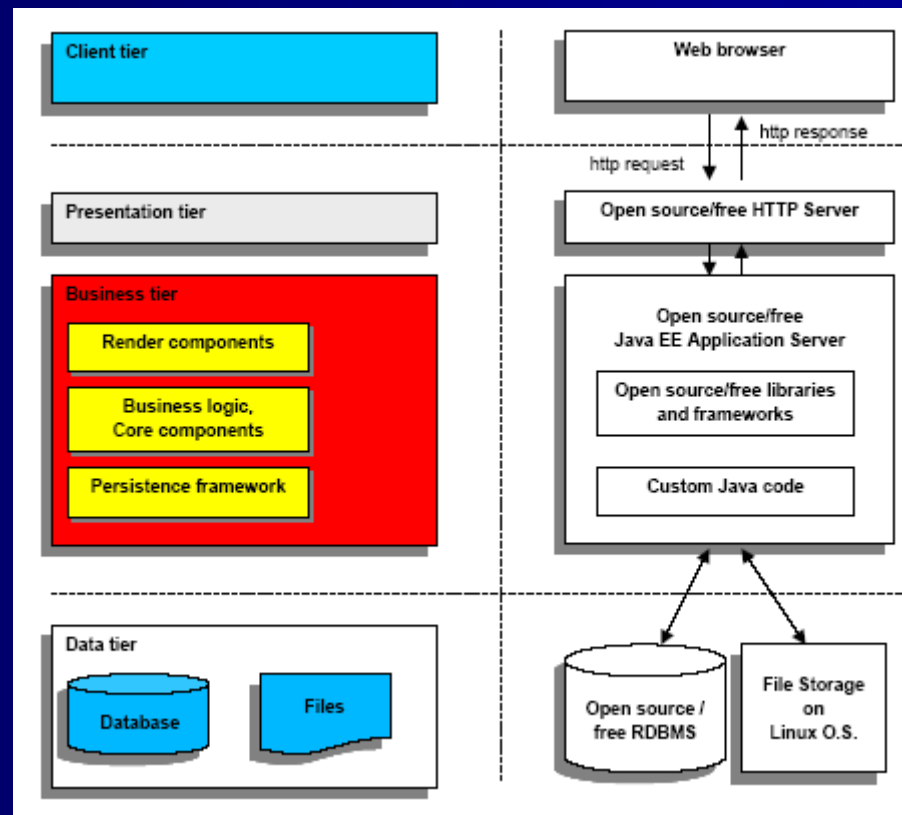 Client tier
Web browser
http response
http request
Presentation tier
Open source/free HTTP Server
Business tier
Render components
Business logic,
Core components
Persistence framework
Open source/free
Java EE Application Server
Open source/free libraries
and frameworks
Custom Java code
Data tier
Database
Files
Open source /
free RDBMS
File Storage
on
Linux O.S.